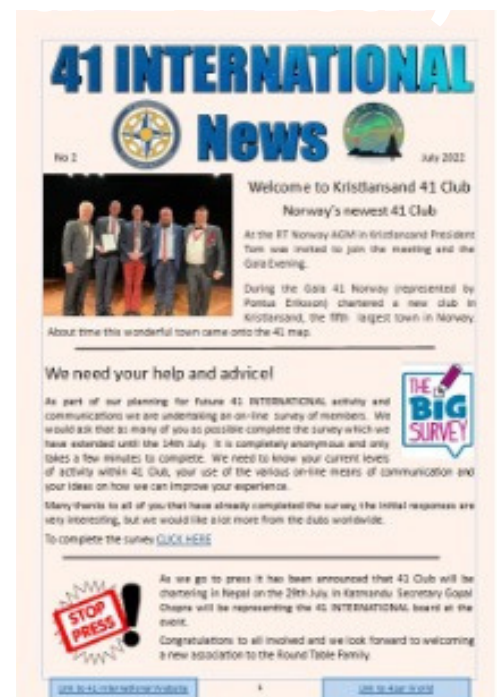 41 INTERNATIONAL
News
No 2
July 2022
Welcome to Kristiansand 41 Club
Norway's newest 41 Club
At the RT Norway AGM in Kristiansand President
Tom was invited to join the meeting and the
Gala Evening.
During the Gala 41 Norway (represented by
Pontus Eriksson) chartered a new club in
Kristiansand, the fifth largest town in Norway.
About time this wonderful town came onto the 41 map.
We need your help and advice!
As part of our planning for future 41 INTERNATIONAL activity and
communications we are undertaking an on-line survey of members. We
would ask that as many of you as possible complete the survey which we
have extended until the 14th July. It is completely anonymous and only
takes a few minutes to complete. We need to know your current levels
of activity within 41 Club, your use of the various on-line means of communication and
your ideas on how we can improve your experience.
THE
BIG
SURVEY
Many thanks to all of you that have already completed the survey, the initial responses are
very interesting, but we would like a lot more from the clubs worldwide.
To complete the survey CLICK HERE
STOP
PRESS
As we go to press it has been announced that 41 Club will be
chartering in Nepal on the 29th July, in Katmandu. Secretary Gopal
Chopra will be representing the 41 INTERNATIONAL board at the
event.
Congratulations to all involved and we look forward to welcoming
a new association to the Round Table Family.
Link to 41 International Website
Link to 4our World